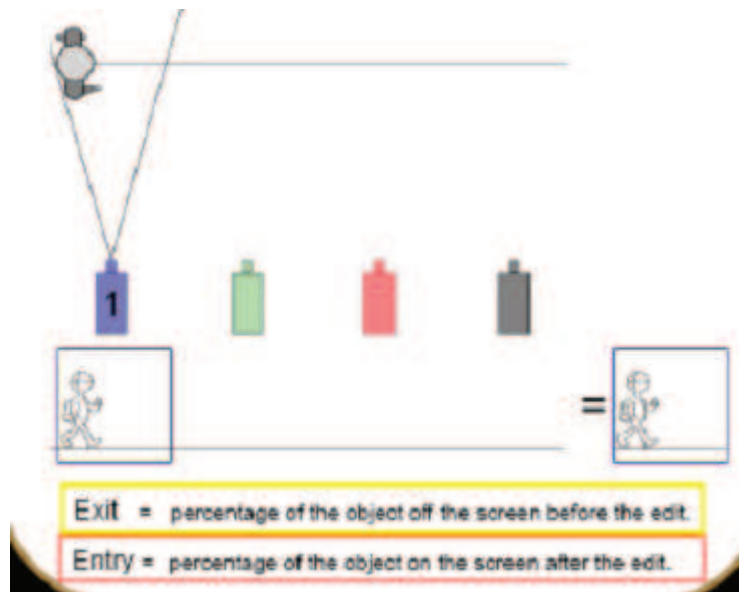 1
=
Exit = percentage of the object off the screen before the edit.
Entry = percentage of the object on the screen after the edit.